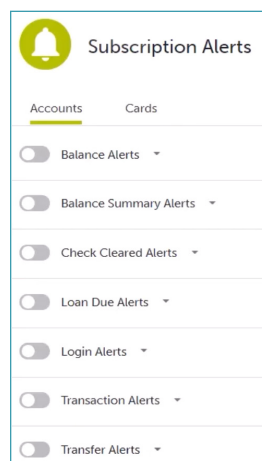 Subscription Alerts
Accounts Cards
Balance Alerts
Balance Summary Alerts
Check Cleared Alerts
Loan Due Alerts
Login Alerts
Transaction Alerts
Transfer Alerts